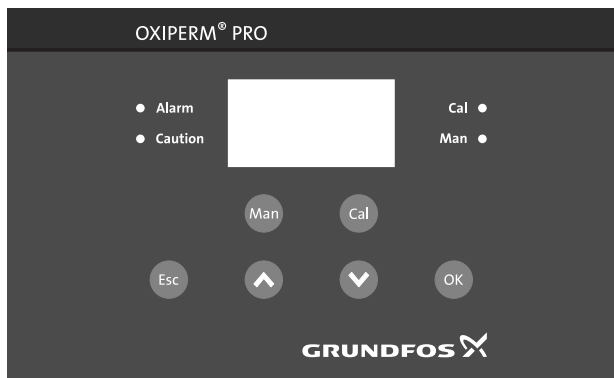 OXIPERM® PRO
Alarm
Cal
Caution
Man
Man
Cal
Esc
OK
GRUNDFOS